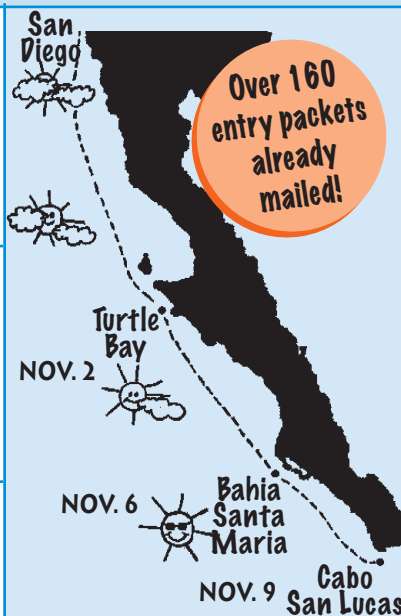 San
Diego
Over 160
entry packets
already
mailed!
Turtle
Bay
NOV. 2
NOV. 6
Bahia
Santa
Maria
NOV. 9
Cabo
San Lucas